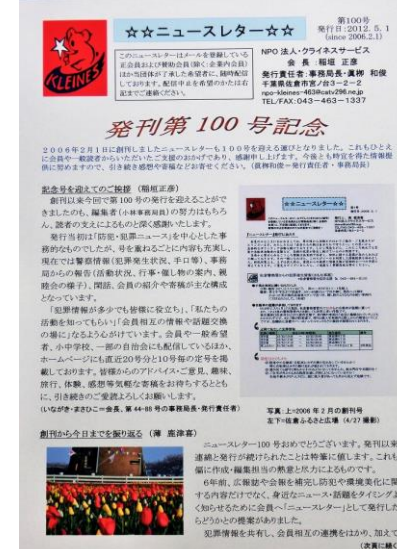 KLEINES
☆☆ニュースレター☆☆
第100号
発行日:2012.5.1
(since 2006.2.1)
このニュースレターはメールを登録している
正会員および賛助会員(除く:企業内会員)
ほか当団体が了承した希望者に、随時配信
しております。配信中止を希望のかたは右
記までご連絡ください。
NPO 法人・クライネスサービス
会 長:稲垣 正彦
発行責任者:事務局長・眞栁 和俊
千葉県佐倉市宮ノ台3-2-2
npo-kleines-463@catv296.ne.jp
TEL/FAX:043-463-1337
発刊第100号記念
2006年2月1日に創刊しましたニュースレターも100号を迎える運びとなりました。これもひとえ
に会員や一般読者からいただいたご支援のおかげであり、感謝申し上げます。今後とも時宜を得た情報提
供に努めますので、引き続き感想や寄稿などお寄せください。(眞栁和俊=発行責任者・事務局長)
記念号を迎えてのご挨拶 (稲垣正彦)
創刊以来今回で第100号の発行を迎えることがで
きましたのも、編集者(小林事務局員)の努力はもちろ
ん、読者の支えによるものと深く感謝いたします。
発行当初は「防犯・犯罪ニュース」を中心とした事
務的なものでしたが、号を重ねるごとに内容も充実し、
現在では警察情報(犯罪発生状況、手口等)、事務
局からの報告(活動状況、行事・催し物の案内、親
睦会の様子)、閑話、会員の紹介や寄稿が主な構成
となっています。
「犯罪情報が多少でも皆様に役立ち」、「私たちの
活動を知ってもらい」「会員相互の情報や話題交換
の場に」なるよう心がけています。会員や一般希望
者、小中学校、一部の自治会にも配信しているほか、
ホームページにも直近20号分と10号毎の定号を掲
載しております。皆様からのアドバイス・ご意見、趣味、
旅行、体験、感想等気軽な寄稿をお待ちするととも
に、引き続きのご愛読よろしくお願いします。
(いながき・まさひこ=会長、第44-88号の事務局長・発行責任者)
☆☆ニュースレター☆☆
写真:上=2006年2月の創刊号
左下=佐倉ふるさと広場(4/27撮影)
創刊から今日までを振り返る (薄 鹿津喜)
ニュースレター100号おめでとうございます。発刊以来
連綿と発行が続けられたことは特筆に値します。これも
偏に作成・編集担当の熱意と尽力によるものです。
6年前、広報誌や会報を補完し防犯や環境美化に関
する内容だけでなく、身近なニュース・話題をタイミングよ
く知らせるために会員へ「ニュースレター」として発行した
らどうかとの提案がありました。
犯罪情報を共有し、会員相互の連携をはかり、加えて
(次頁に続く